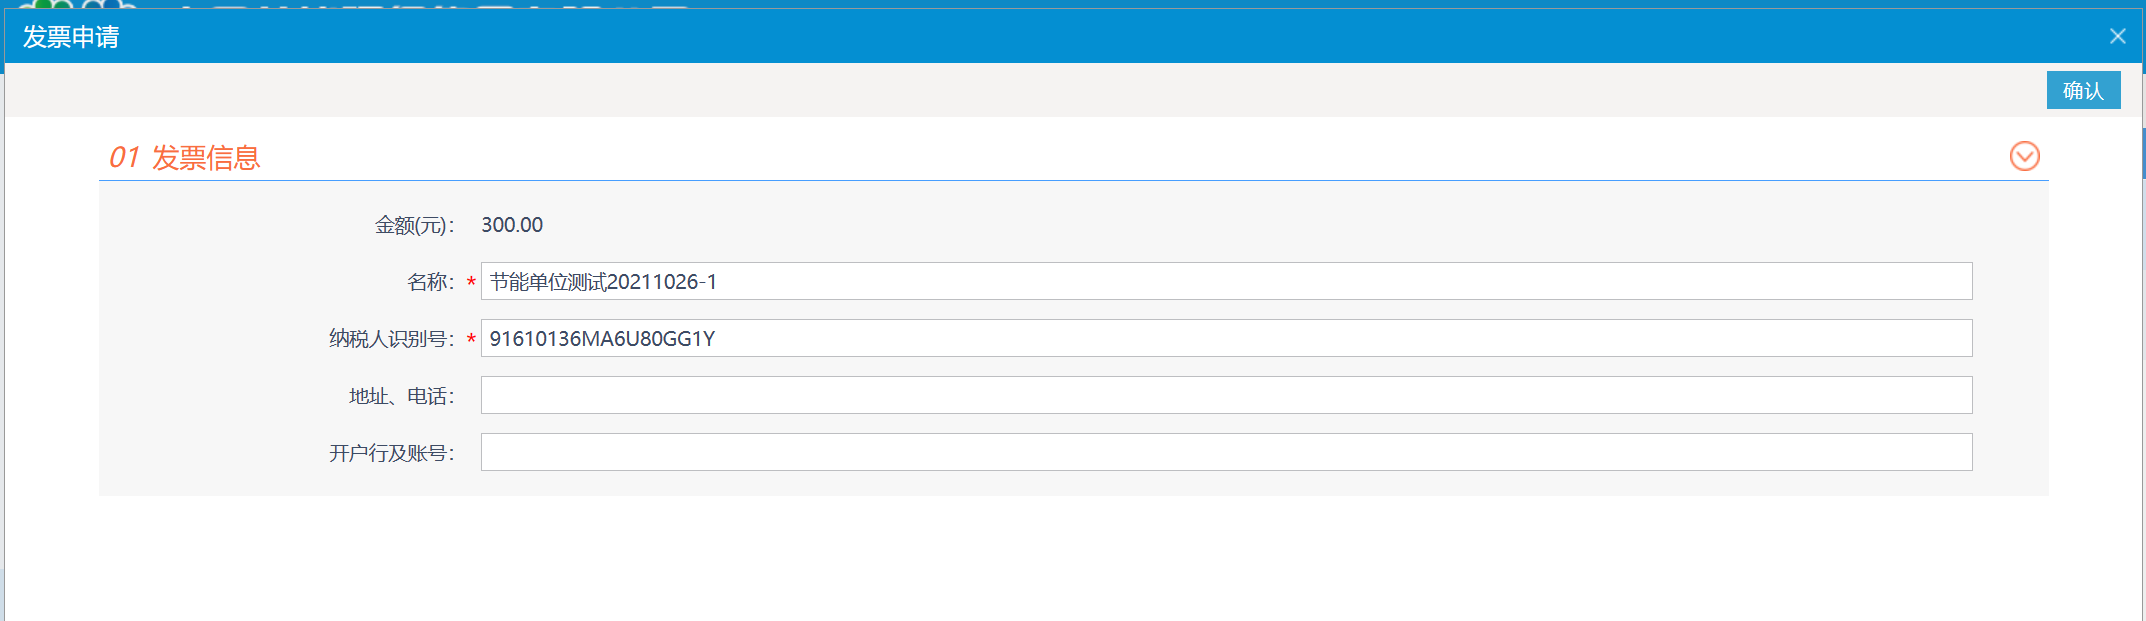 发票申请
确认
01 发票信息
金额(元)： 300.00
名称：* 节能单位测试20211026-1
纳税人识别号：* 91610136MA6U80GG1Y
地址、电话：
开户行及账号：